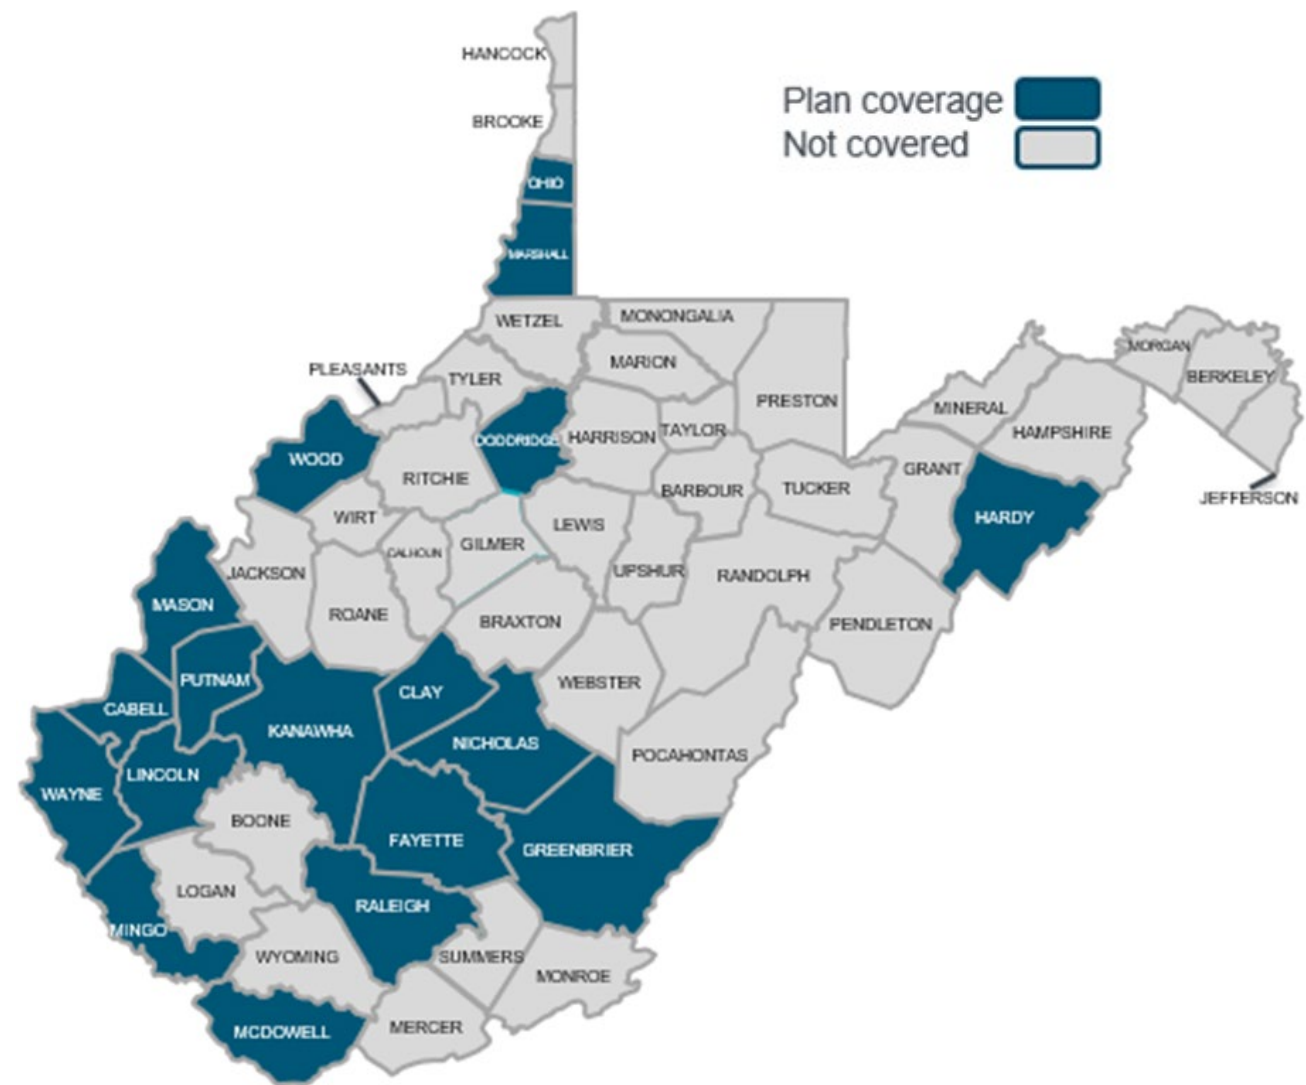 HANCOCK
Plan coverage
BROOKE
Not covered
OHIO
MARSHALL
WETZEL
MONONGALIA
MORGAN
MARION
PLEASANTS
TYLER
BERKELEY
PRESTON
MINERAL
DODDRIDGE
HARRISON
TAYLOR
HAMPSHIRE
WOOD
RITCHIE
GRANT
BARBOUR
TUCKER
JEFFERSON
WIRT
LEWIS
HARDY
CALHOUN
GILMER
JACKSON
UPSHUR
RANDOLPH
MASON
ROANE
BRAXTON
PENDLETON
PUTNAM
CLAY
WEBSTER
CABELL
KANAWHA
NICHOLAS
POCAHONTAS
LINCOLN
WAYNE
BOONE
FAYETTE
GREENBRIER
LOGAN
RALEIGH
MINGO
WYOMING
SUMMERS
MONROE
MCDOWELL
MERCER